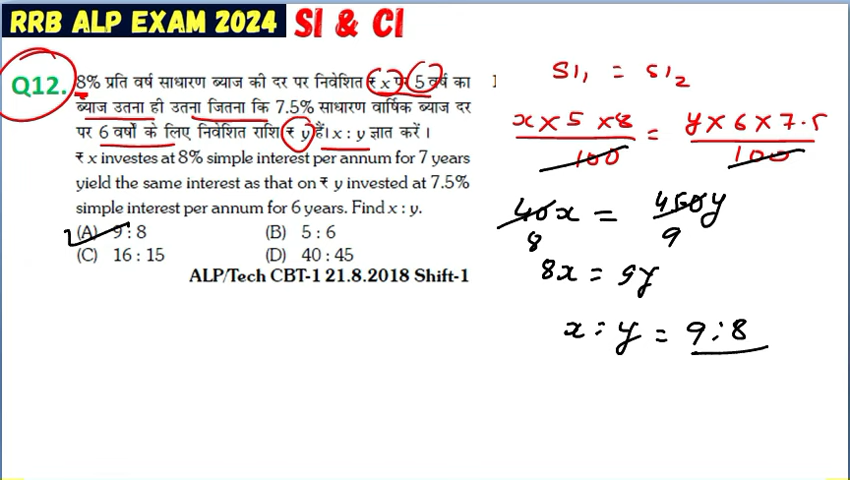 RRB ALP EXAM 2024 SI & CI
Q12. 8% प्रति वर्ष साधारण ब्याज की दर पर निवेशित ₹ x पर 5 वर्ष का
ब्याज उतना ही उतना जितना कि 7.5% साधारण वार्षिक ब्याज दर
पर 6 वर्षों के लिए निवेशित राशि ₹ y हैं। x : y ज्ञात करें ।
₹ x invests at 8% simple interest per annum for 7 years
yield the same interest as that on ₹ y invested at 7.5%
simple interest per annum for 6 years. Find x : y.
(A) 9 : 8 (B) 5 : 6
(C) 16 : 15 (D) 40 : 45
ALP/Tech CBT-1 21.8.2018 Shift-1
SI₁ = SI₂
x × 5 × 8 = y × 6 × 7.5
100 100
40x = 450y
8 9
8x = 9y
x : y = 9 : 8